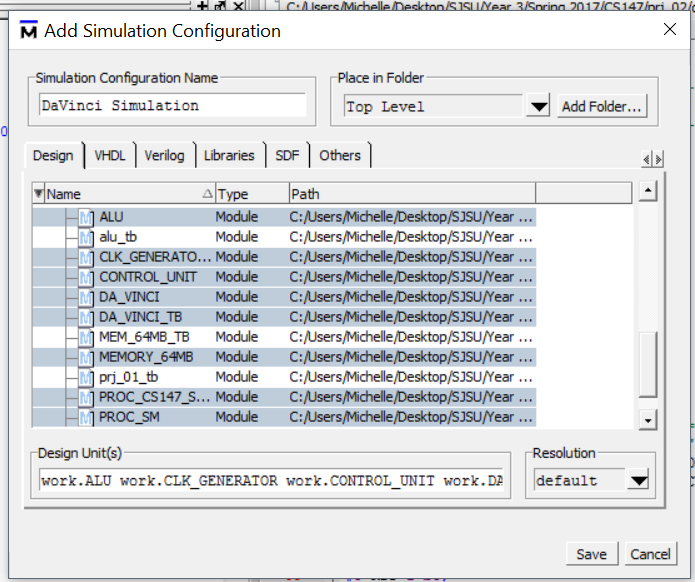 C:/Users/Michelle/Desktop/SJSU/Year 3/Spring 2017/CS147/prj_02/
Add Simulation Configuration
Simulation Configuration Name
Place in Folder
DaVinci Simulation
Top Level
Add Folder...
Design VHDL Verilog Libraries SDF Others
Name Type Path
ALU Module C:/Users/Michelle/Desktop/SJSU/Year ...
alu_tb Module C:/Users/Michelle/Desktop/SJSU/Year ...
CLK_GENERATO... Module C:/Users/Michelle/Desktop/SJSU/Year ...
CONTROL_UNIT Module C:/Users/Michelle/Desktop/SJSU/Year ...
DA_VINCI Module C:/Users/Michelle/Desktop/SJSU/Year ...
DA_VINCI_TB Module C:/Users/Michelle/Desktop/SJSU/Year ...
MEM_64MB_TB Module C:/Users/Michelle/Desktop/SJSU/Year ...
MEMORY_64MB Module C:/Users/Michelle/Desktop/SJSU/Year ...
prj_01_tb Module C:/Users/Michelle/Desktop/SJSU/Year ...
PROC_CS147_S... Module C:/Users/Michelle/Desktop/SJSU/Year ...
PROC_SM Module C:/Users/Michelle/Desktop/SJSU/Year ...
Design Unit(s)
Resolution
work.ALU work.CLK_GENERATOR work.CONTROL_UNIT work.DA
default
Save Cancel